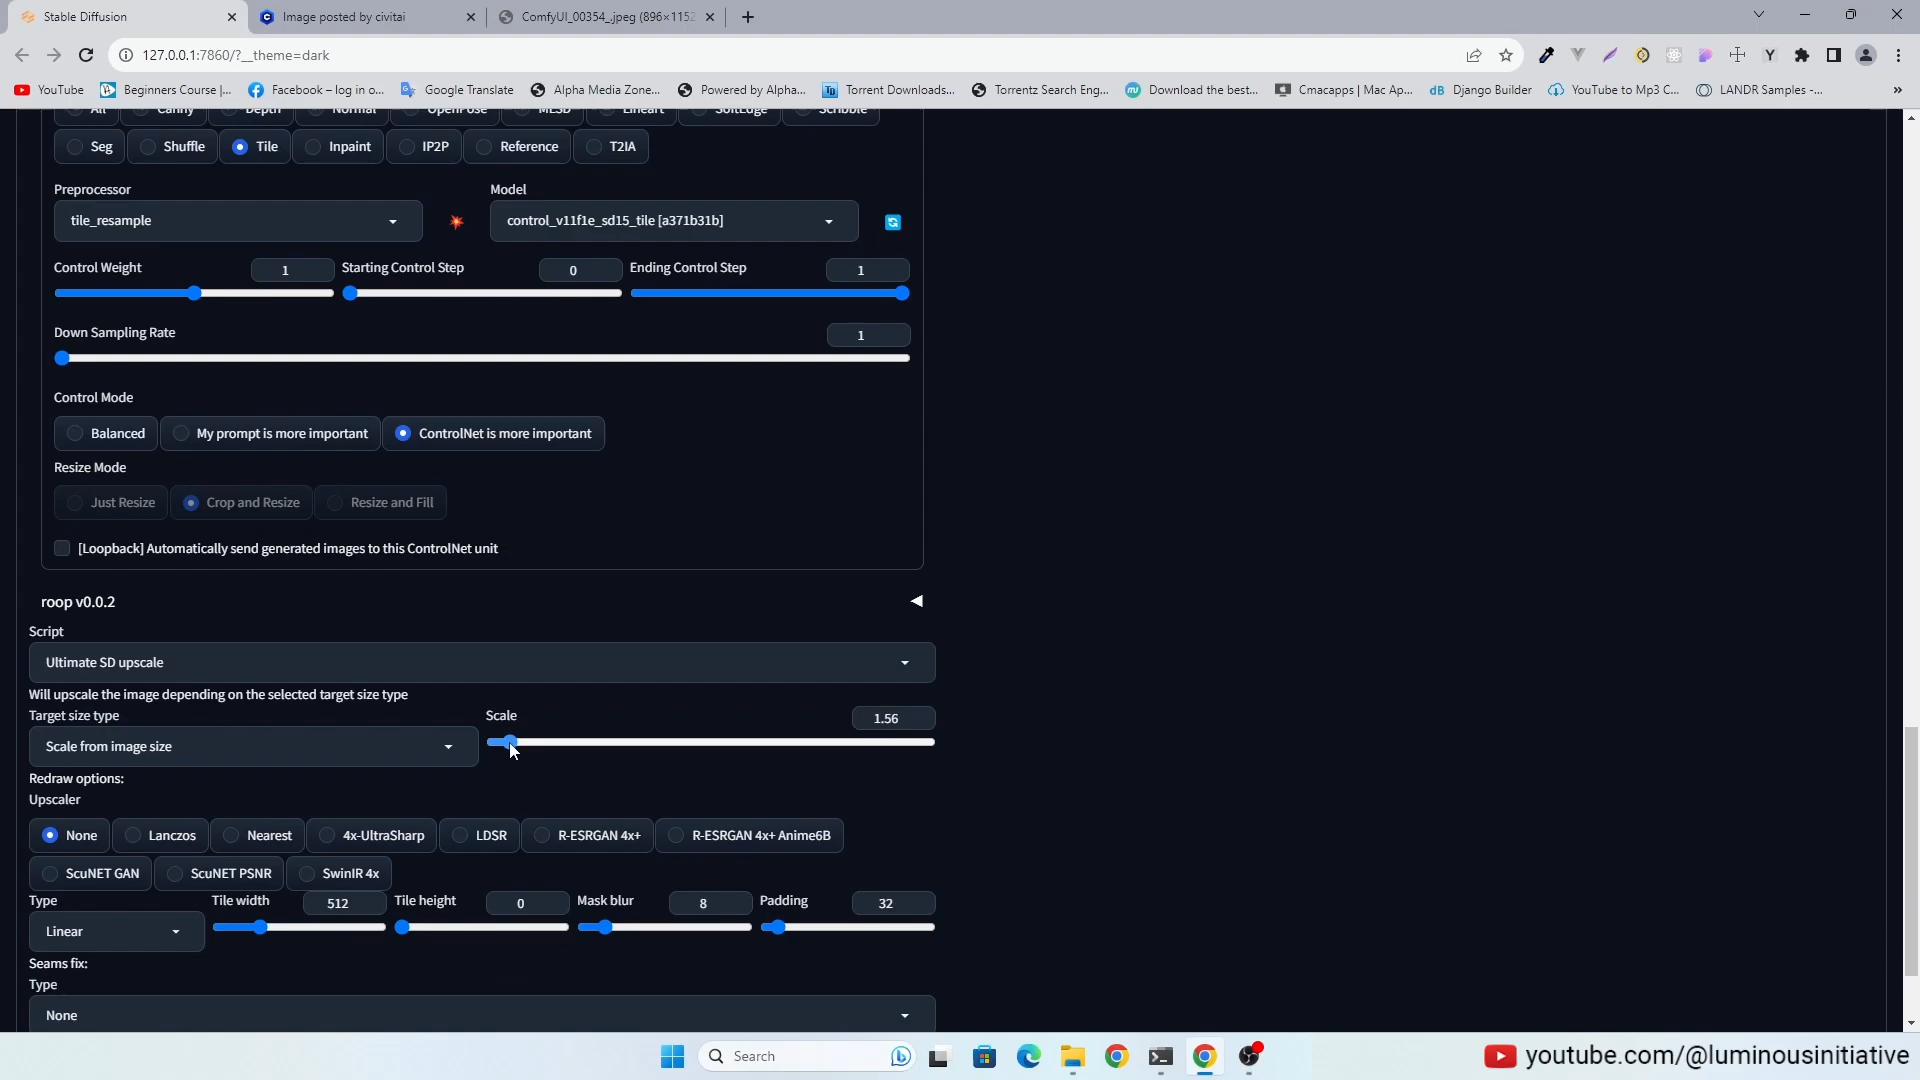 Stable Diffusion
Image posted by civitai
ComfyUI_00354_.jpeg (896×1152
127.0.0.1:7860/?__theme=dark
YouTube
Beginners Course |...
Facebook – log in o...
Google Translate
Alpha Media Zone...
Powered by Alpha...
Torrent Downloads...
Torrentz Search Eng...
Download the best...
Cmacapps | Mac Ap...
Django Builder
YouTube to Mp3 C...
LANDR Samples -...
All Canny Depth Normal OpenPose MLSD Lineart SoftEdge Scribble
Seg Shuffle Tile Inpaint IP2P Reference T2IA
Preprocessor Model
tile_resample control_v11f1e_sd15_tile [a371b31b]
Control Weight 1 Starting Control Step 0 Ending Control Step 1
Down Sampling Rate 1
Control Mode
Balanced My prompt is more important ControlNet is more important
Resize Mode
Just Resize Crop and Resize Resize and Fill
[Loopback] Automatically send generated images to this ControlNet unit
roop v0.0.2
Script
Ultimate SD upscale
Will upscale the image depending on the selected target size type
Target size type Scale 1.56
Scale from image size
Redraw options:
Upscaler
None Lanczos Nearest 4x-UltraSharp LDSR R-ESRGAN 4x+ R-ESRGAN 4x+ Anime6B
ScuNET GAN ScuNET PSNR SwinIR 4x
Type Tile width 512 Tile height 0 Mask blur 8 Padding 32
Linear
Seams fix:
Type
None
Search
youtube.com/@luminousinitiative